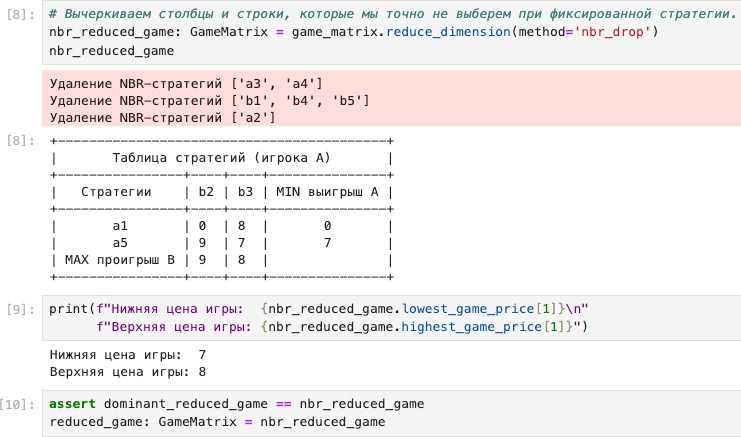 [8]: # Вычеркиваем столбцы и строки, которые мы точно не выберем при фиксированной стратегии.
nbr_reduced_game: GameMatrix = game_matrix.reduce_dimension(method='nbr_drop')
nbr_reduced_game
Удаление NBR-стратегий ['a3', 'a4']
Удаление NBR-стратегий ['b1', 'b4', 'b5']
Удаление NBR-стратегий ['a2']
[8]: +------------------------------------------+
| Таблица стратегий (игрока A) |
+----------------+----+----+---------------+
| Стратегии | b2 | b3 | MIN выигрыш A |
+----------------+----+----+---------------+
| a1 | 0 | 8 | 0 |
| a5 | 9 | 7 | 7 |
| MAX проигрыш B | 9 | 8 | |
+----------------+----+----+---------------+
[9]: print(f"Нижняя цена игры:  {nbr_reduced_game.lowest_game_price[1]}\n"
f"Верхняя цена игры: {nbr_reduced_game.highest_game_price[1]}")
Нижняя цена игры:  7
Верхняя цена игры: 8
[10]: assert dominant_reduced_game == nbr_reduced_game
reduced_game: GameMatrix = nbr_reduced_game